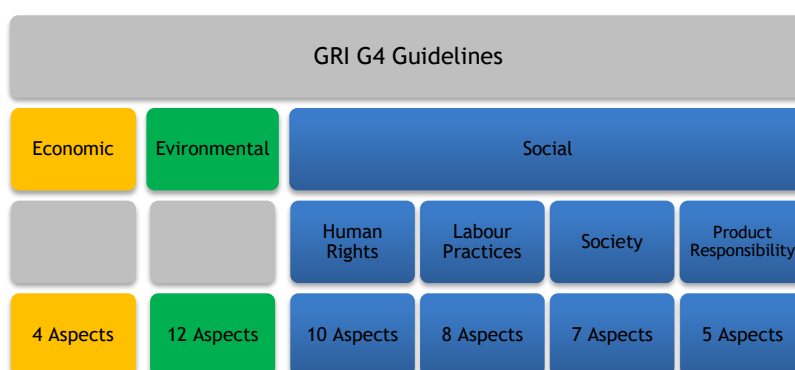 GRI G4 Guidelines
Economic
Evironmental
Social
Human
Rights
Labour
Practices
Society
Product
Responsibility
4 Aspects
12 Aspects
10 Aspects
8 Aspects
7 Aspects
5 Aspects